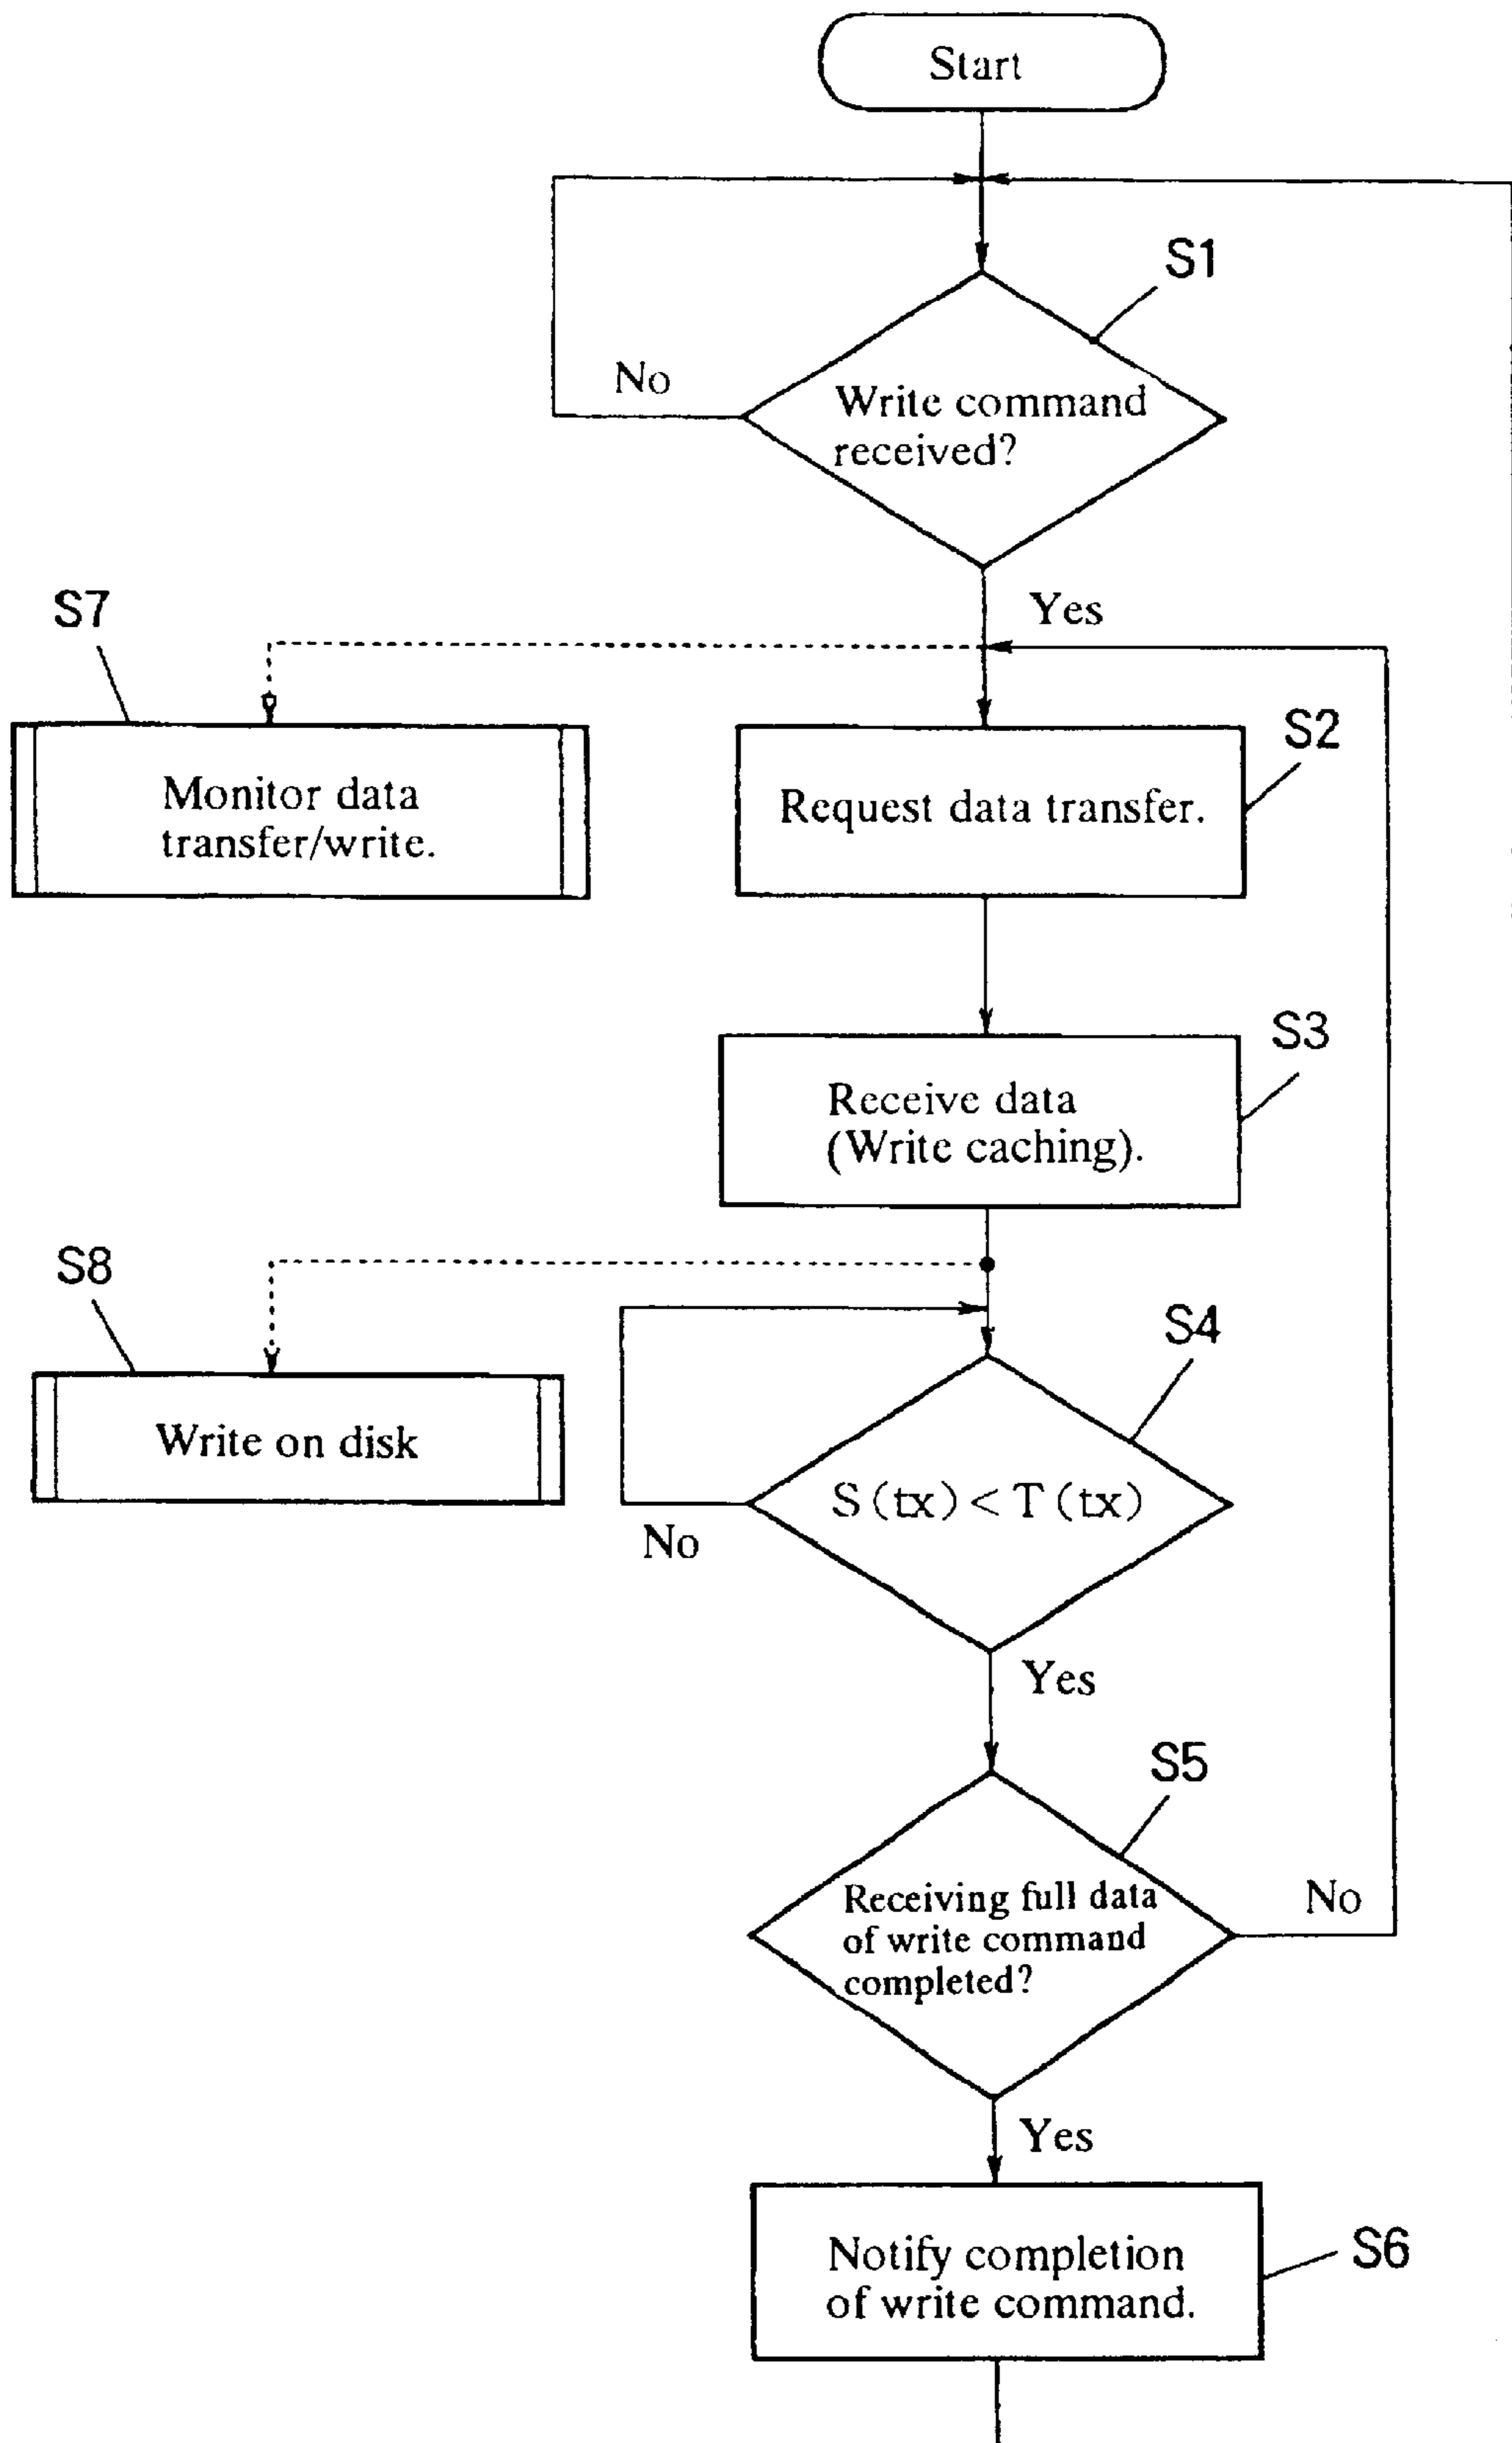 Start
S1
No
Write command
received?
Yes
S7
S2
Monitor data
transfer/write.
Request data transfer.
S3
Receive data
(Write caching).
S8
S4
Write on disk
S(tx)<T(tx)
No
Yes
S5
Receiving full data
of write command
completed?
No
Yes
Notify completion
of write command.
S6